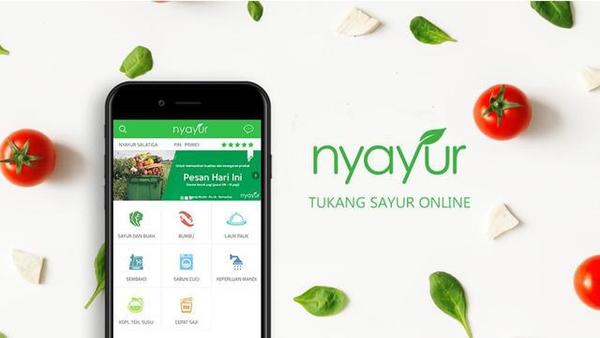 nyayur
NYAYUR SALATIGA
Pesan Hari Ini
nyayur
SAYUR DAN BUAH
BUMBU
LAUK PAUK
SEMBAKO
SABUN CUCI
KEPERLUAN MANDI
KOPI, TEH, SUSU
CEPAT SAJI
nyayur
TUKANG SAYUR ONLINE